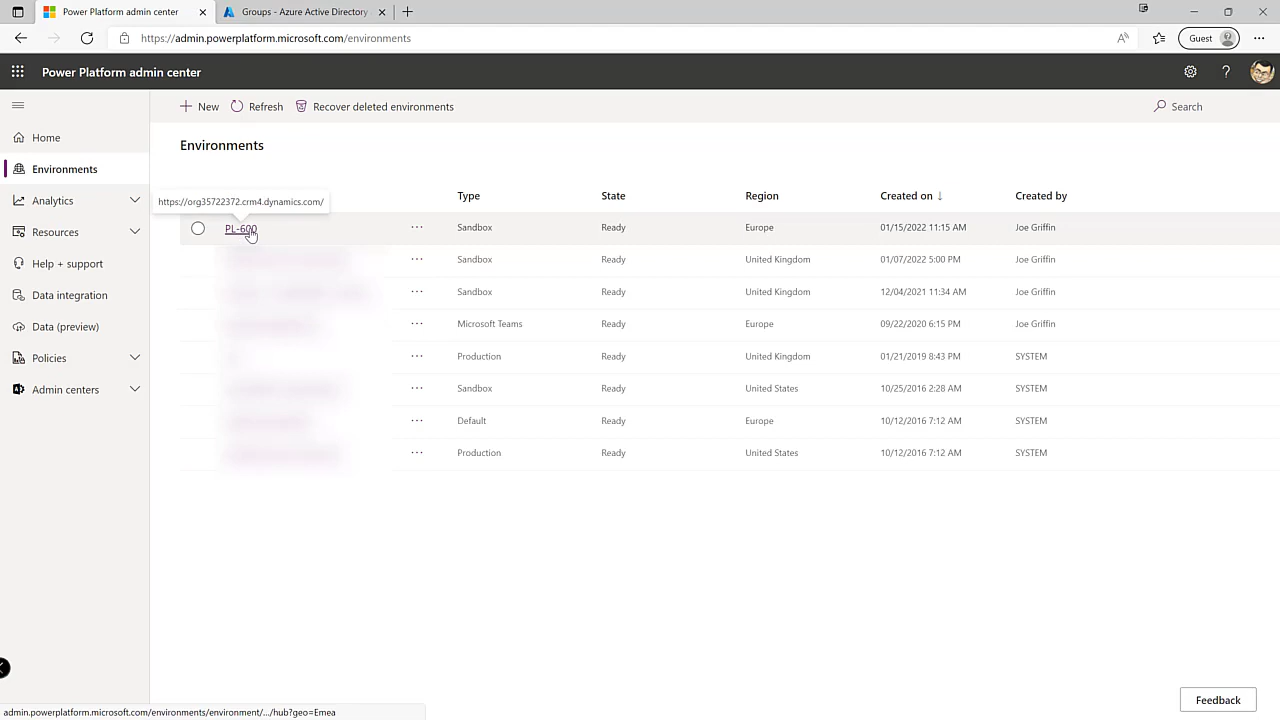 Power Platform admin center
Groups - Azure Active Directory
https://admin.powerplatform.microsoft.com/environments
Guest
Power Platform admin center
New
Refresh
Recover deleted environments
Search
Home
Environments
Analytics
Resources
Help + support
Data integration
Data (preview)
Policies
Admin centers
Environments
https://org35722372.crm4.dynamics.com/
Type State Region Created on ↓ Created by
PL-600 ... Sandbox Ready Europe 01/15/2022 11:15 AM Joe Griffin
... Sandbox Ready United Kingdom 01/07/2022 5:00 PM Joe Griffin
... Sandbox Ready United Kingdom 12/04/2021 11:34 AM Joe Griffin
... Microsoft Teams Ready Europe 09/22/2020 6:15 PM Joe Griffin
... Production Ready United Kingdom 01/21/2019 8:43 PM SYSTEM
... Sandbox Ready United States 10/25/2016 2:28 AM SYSTEM
... Default Ready Europe 10/12/2016 7:12 AM SYSTEM
... Production Ready United States 10/12/2016 7:12 AM SYSTEM
Feedback
admin.powerplatform.microsoft.com/environments/environment/.../hub?geo=Emea